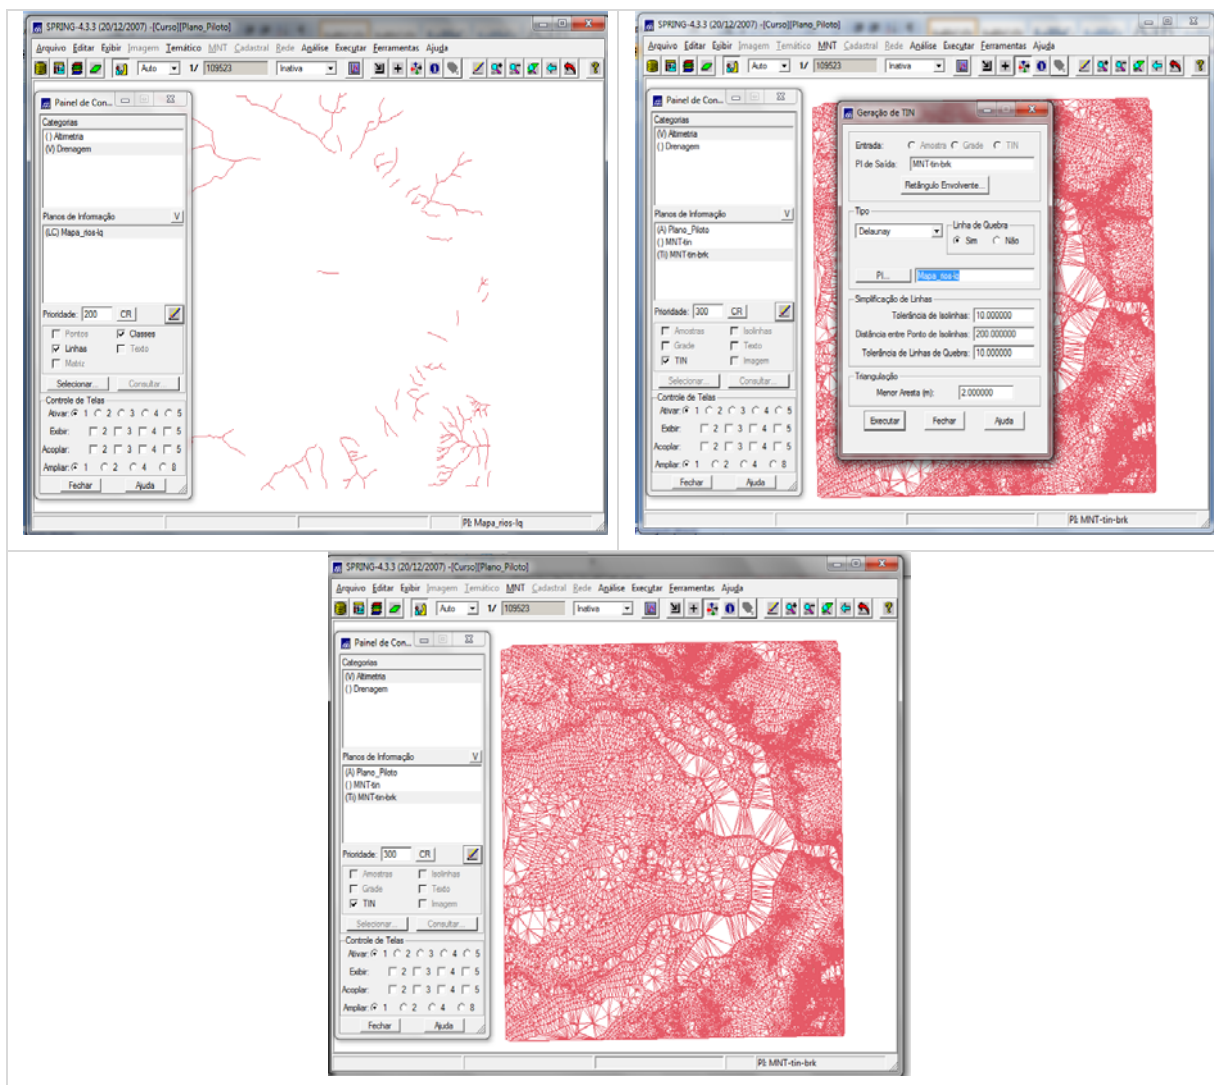 SPRING-4.3.3 (20/12/2007) -[Curso][Plano_Piloto]
Arquivo Editar Exibir Imagem Temático MNT Cadastral Rede Análise Executar Ferramentas Ajuda
Auto 1/ 109523 Inativa
Painel de Con...
Categorias
( ) Altimetria
(V) Drenagem
Planos de Informação V
(LC) Mapa_rios-lq
Prioridade: 200 CR
Pontos Classes
Linhas Texto
Matriz
Selecionar... Consultar...
Controle de Telas
Ativar: 1 2 3 4 5
Exibir: 2 3 4 5
Acoplar: 2 3 4 5
Ampliar: 1 2 4 8
Fechar Ajuda
PI: Mapa_rios-lq
SPRING-4.3.3 (20/12/2007) -[Curso][Plano_Piloto]
Arquivo Editar Exibir Imagem Temático MNT Cadastral Rede Análise Executar Ferramentas Ajuda
Auto 1/ 109523 Inativa
Painel de Con...
Categorias
(V) Altimetria
( ) Drenagem
Planos de Informação V
(A) Plano_Piloto
( ) MNT-tin
(Ti) MNT-tin-brk
Prioridade: 300 CR
Amostras Isolinhas
Grade Texto
TIN Imagem
Selecionar... Consultar...
Controle de Telas
Ativar: 1 2 3 4 5
Exibir: 2 3 4 5
Acoplar: 2 3 4 5
Ampliar: 1 2 4 8
Fechar Ajuda
Geração de TIN
Entrada: Amostra Grade TIN
PI de Saída: MNT-tin-brk
Retângulo Envolvente...
Tipo
Delaunay
Linha de Quebra
Sim Não
PI... Mapa_rios-lq
Simplificação de Linhas
Tolerância de Isolinhas: 10.000000
Distância entre Ponto de Isolinhas: 200.000000
Tolerância de Linhas de Quebra: 10.000000
Triangulação
Menor Aresta (m): 2.000000
Executar Fechar Ajuda
PI: MNT-tin-brk
SPRING-4.3.3 (20/12/2007) -[Curso][Plano_Piloto]
Arquivo Editar Exibir Imagem Temático MNT Cadastral Rede Análise Executar Ferramentas Ajuda
Auto 1/ 109523 Inativa
Painel de Con...
Categorias
(V) Altimetria
( ) Drenagem
Planos de Informação V
(A) Plano_Piloto
( ) MNT-tin
(Ti) MNT-tin-brk
Prioridade: 300 CR
Amostras Isolinhas
Grade Texto
TIN Imagem
Selecionar... Consultar...
Controle de Telas
Ativar: 1 2 3 4 5
Exibir: 2 3 4 5
Acoplar: 2 3 4 5
Ampliar: 1 2 4 8
Fechar Ajuda
PI: MNT-tin-brk